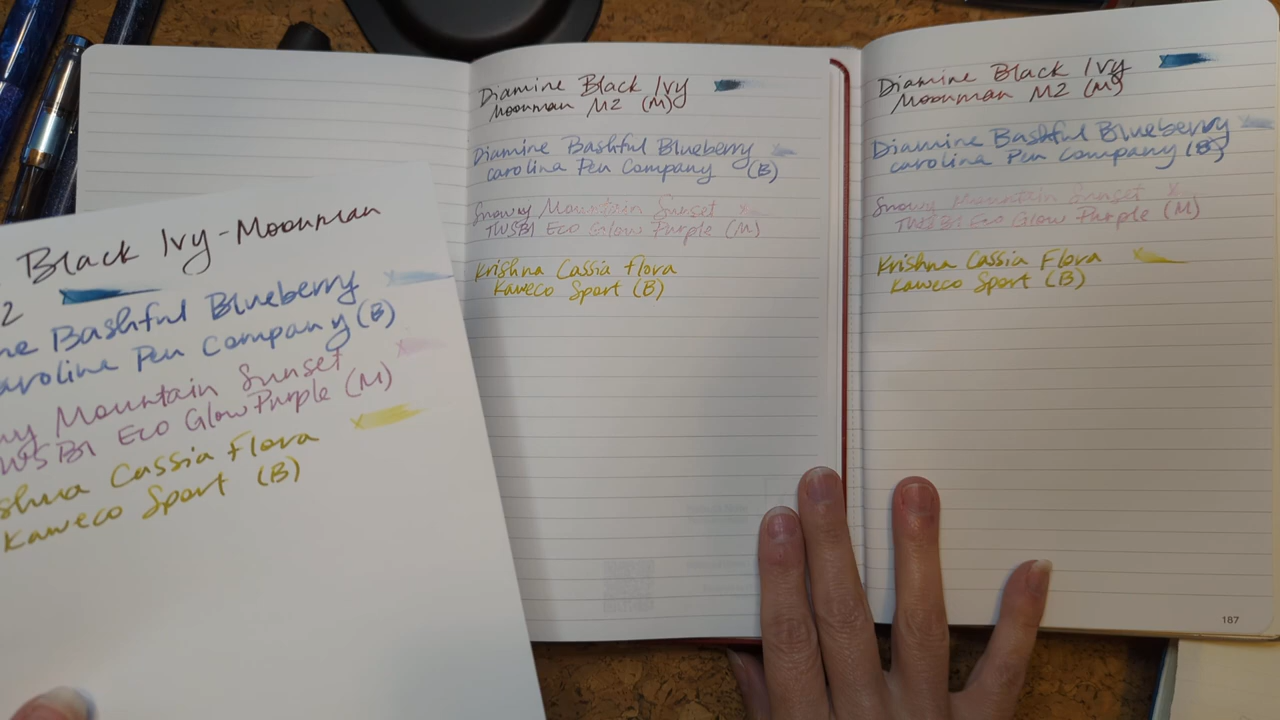 Black Ivy - Moonman
2
ne Bashful Blueberry
aroline Pen Company (B)
wy Mountain Sunset
WSBI Eco Glow Purple (M)
shna Cassia Flora
Kaweco Sport (B)
Diamine Black Ivy
Moonman M2 (M)
Diamine Bashful Blueberry
Carolina Pen Company (B)
Snowy Mountain Sunset x
TWSBI Eco Glow Purple (M)
Krishna Cassia Flora
Kaweco Sport (B)
Diamine Black Ivy
Moonman M2 (M)
Diamine Bashful Blueberry
Carolina Pen Company (B)
Snowy Mountain Sunset x
TWSBI Eco Glow Purple (M)
Krishna Cassia Flora
Kaweco Sport (B)
187